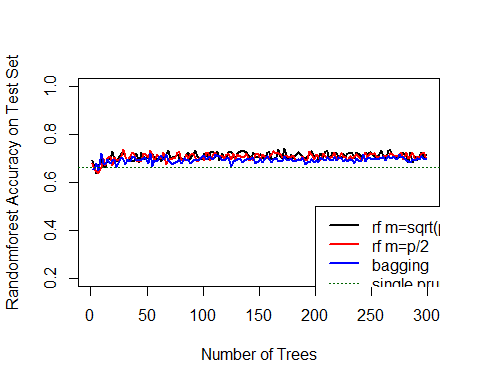 Randomforest Accuracy on Test Set
1.0
0.8
0.6
0.4
0.2
rf m=sqrt(
rf m=p/2
bagging
single pru
0 50 100 150 200 250 300
Number of Trees